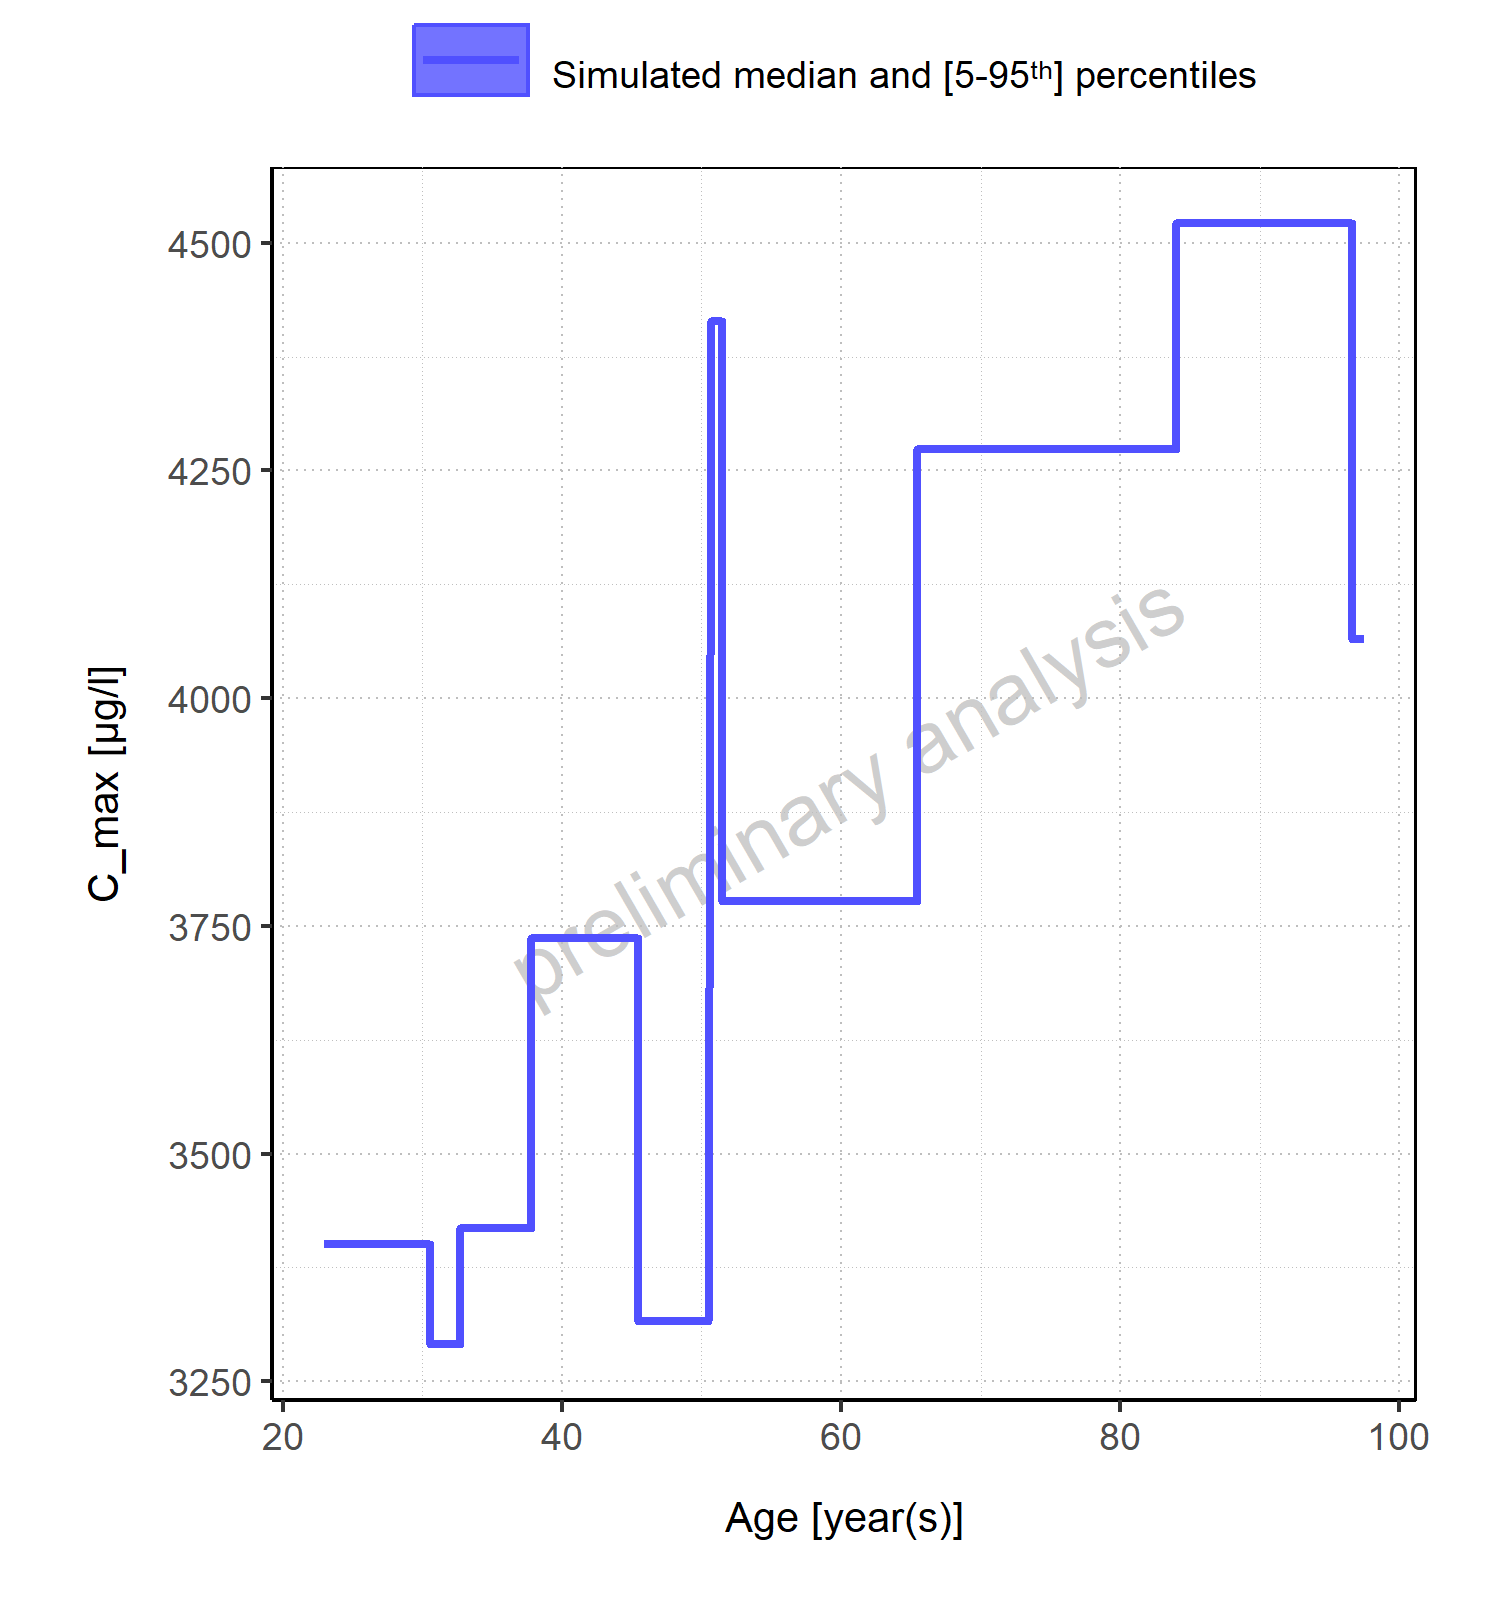 Simulated median and [5-95ᵗʰ] percentiles
4500
4250
4000
3750
3500
3250
C_max [µg/l]
preliminary analysis
20 40 60 80 100
Age [year(s)]